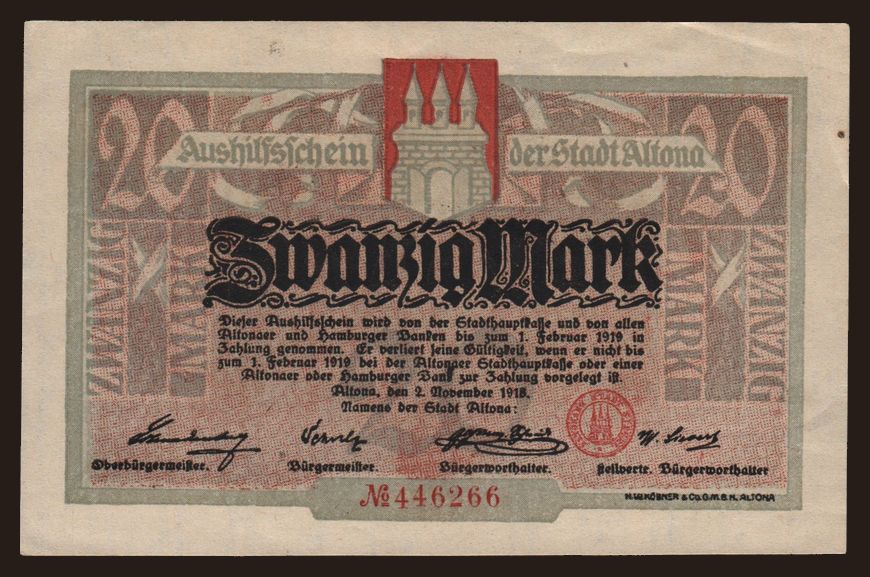 20 20
Aushilfsschein der Stadt Altona
Zwanzig Mark
ZWANZIG MARK
MARK ZWANZIG
Dieser Aushilfsschein wird von der Stadthauptkasse und von allen
Altonaer und Hamburger Banken bis zum 1. Februar 1919 in
Zahlung genommen. Er verliert seine Gültigkeit, wenn er nicht bis
zum 1. Februar 1919 bei der Altonaer Stadthauptkasse oder einer
Altonaer oder Hamburger Bank zur Zahlung vorgelegt ist.
Altona, den 2. November 1918.
Namens der Stadt Altona:
Oberbürgermeister. Bürgermeister. Bürgerworthalter. stellvertr. Bürgerworthalter
№ 446266
H.W.KÖBNER & CO.G.M.B.H. ALTONA